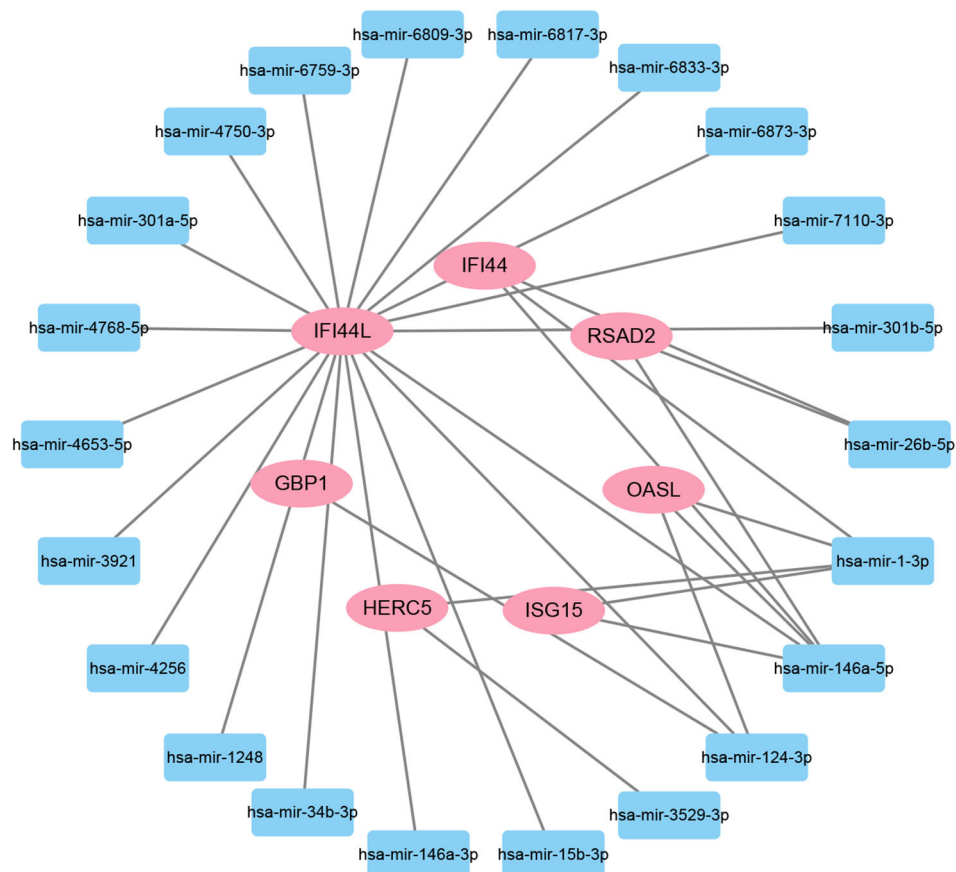 hsa-mir-6809-3p
hsa-mir-6817-3p
hsa-mir-6759-3p
hsa-mir-6833-3p
hsa-mir-4750-3p
hsa-mir-6873-3p
hsa-mir-301a-5p
hsa-mir-7110-3p
IFI44
hsa-mir-4768-5p
IFI44L
RSAD2
hsa-mir-301b-5p
hsa-mir-4653-5p
hsa-mir-26b-5p
GBP1
OASL
hsa-mir-3921
hsa-mir-1-3p
HERC5
ISG15
hsa-mir-4256
hsa-mir-146a-5p
hsa-mir-1248
hsa-mir-124-3p
hsa-mir-34b-3p
hsa-mir-3529-3p
hsa-mir-146a-3p
hsa-mir-15b-3p